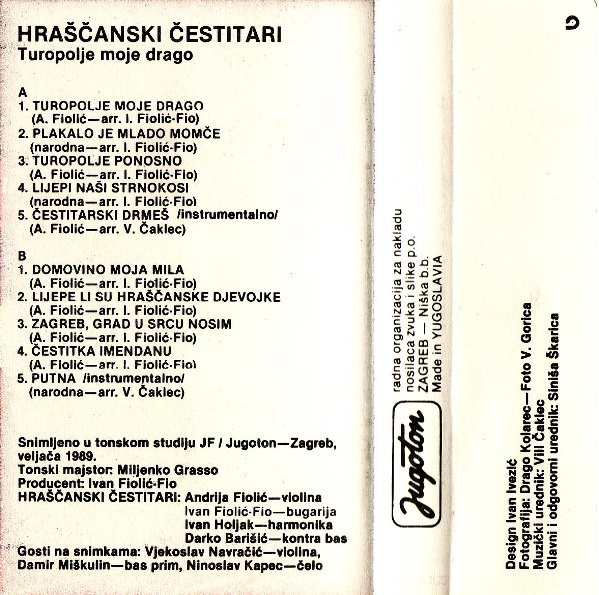 HRAŠČANSKI ČESTITARI
Turopolje moje drago
A
1. TUROPOLJE MOJE DRAGO
(A. Fiolić—arr. I. Fiolić-Fio)
2. PLAKALO JE MLADO MOMČE
(narodna—arr. I. Fiolić-Fio)
3. TUROPOLJE PONOSNO
(A. Fiolić—arr. I. Fiolić-Fio)
4. LIJEPI NAŠI STRNOKOSI
(narodna—arr. I. Fiolić-Fio)
5. ČESTITARSKI DRMEŠ /instrumentalno/
(A. Fiolić—arr. V. Čaklec)
B
1. DOMOVINO MOJA MILA
(A. Fiolić—arr. I. Fiolić-Fio)
2. LIJEPE LI SU HRAŠČANSKE DJEVOJKE
(A. Fiolić—arr. I. Fiolić-Fio)
3. ZAGREB, GRAD U SRCU NOSIM
(A. Fiolić—arr. I. Fiolić-Fio)
4. ČESTITKA IMENDANU
(A. Fiolić—arr. I. Fiolić-Fio)
5. PUTNA /instrumentalno/
(narodna—arr. V. Čaklec)
Snimljeno u tonskom studiju JF / Jugoton—Zagreb,
veljača 1989.
Tonski majstor: Miljenko Grasso
Producent: Ivan Fiolić-Fio
HRAŠČANSKI ČESTITARI: Andrija Fiolić—violina
Ivan Fiolić-Fio—bugarija
Ivan Holjak—harmonika
Darko Barišić—kontra bas
Gosti na snimkama: Vjekoslav Navračić—violina,
Damir Miškulin—bas prim, Ninoslav Kapec—čelo
Jugoton
radna organizacija za nakladu
nosilaca zvuka i slike p.o.
ZAGREB — Niška b.b.
Made in YUGOSLAVIA
Design Ivan Ivezić
Fotografija: Drago Kolarec—Foto V. Gorica
Muzički urednik: Vili Čaklec
Glavni i odgovorni urednik: Siniša Škarica